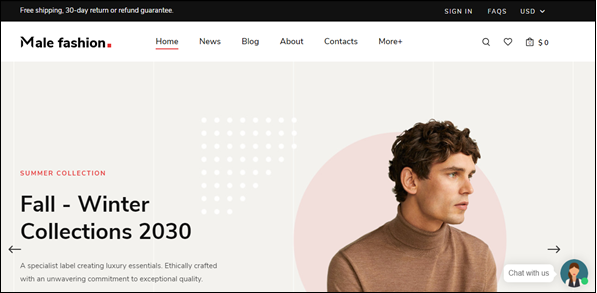 Free shipping, 30-day return or refund guarantee.
SIGN IN FAQS USD
Male fashion.
Home News Blog About Contacts More+
0 $ 0
SUMMER COLLECTION
Fall - Winter
Collections 2030
A specialist label creating luxury essentials. Ethically crafted
with an unwavering commitment to exceptional quality.
Chat with us